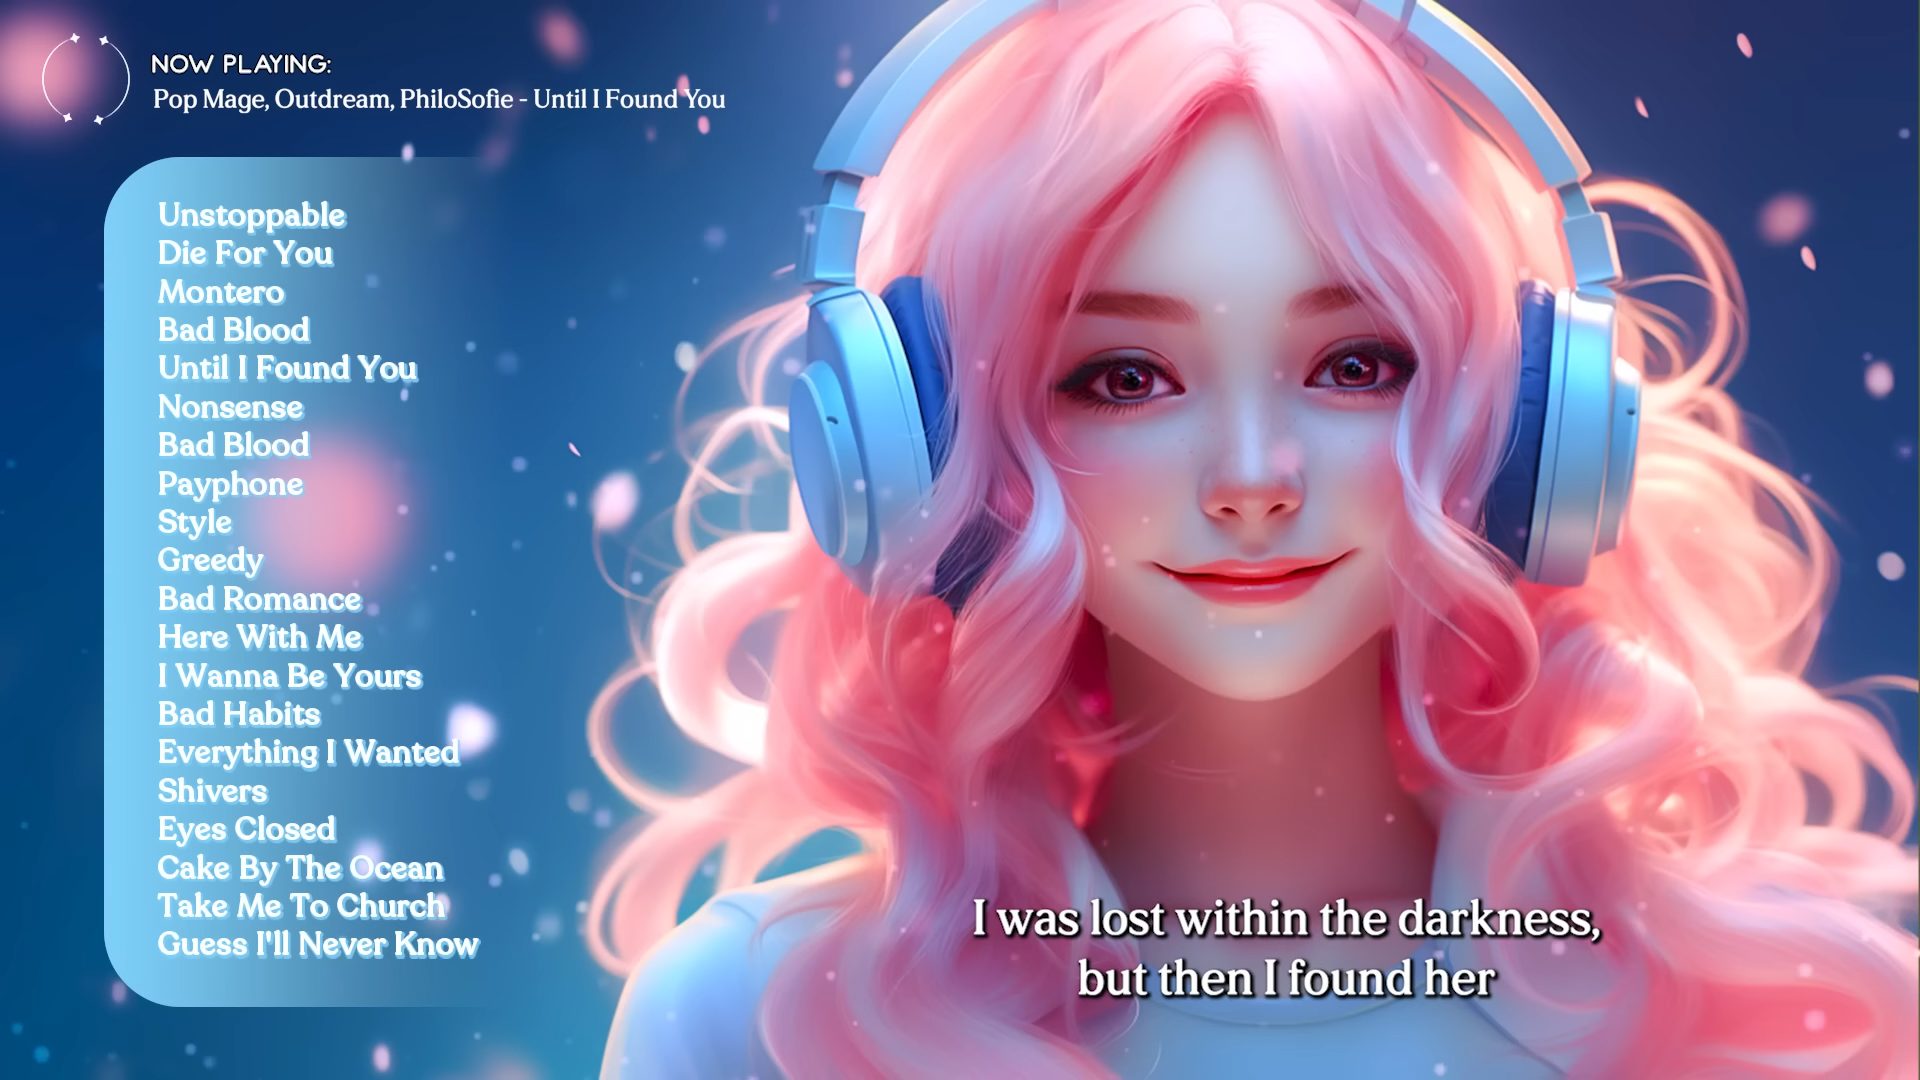 NOW PLAYING:
Pop Mage, Outdream, PhiloSofie - Until I Found You
Unstoppable
Die For You
Montero
Bad Blood
Until I Found You
Nonsense
Bad Blood
Payphone
Style
Greedy
Bad Romance
Here With Me
I Wanna Be Yours
Bad Habits
Everything I Wanted
Shivers
Eyes Closed
Cake By The Ocean
Take Me To Church
Guess I'll Never Know
I was lost within the darkness,
but then I found her